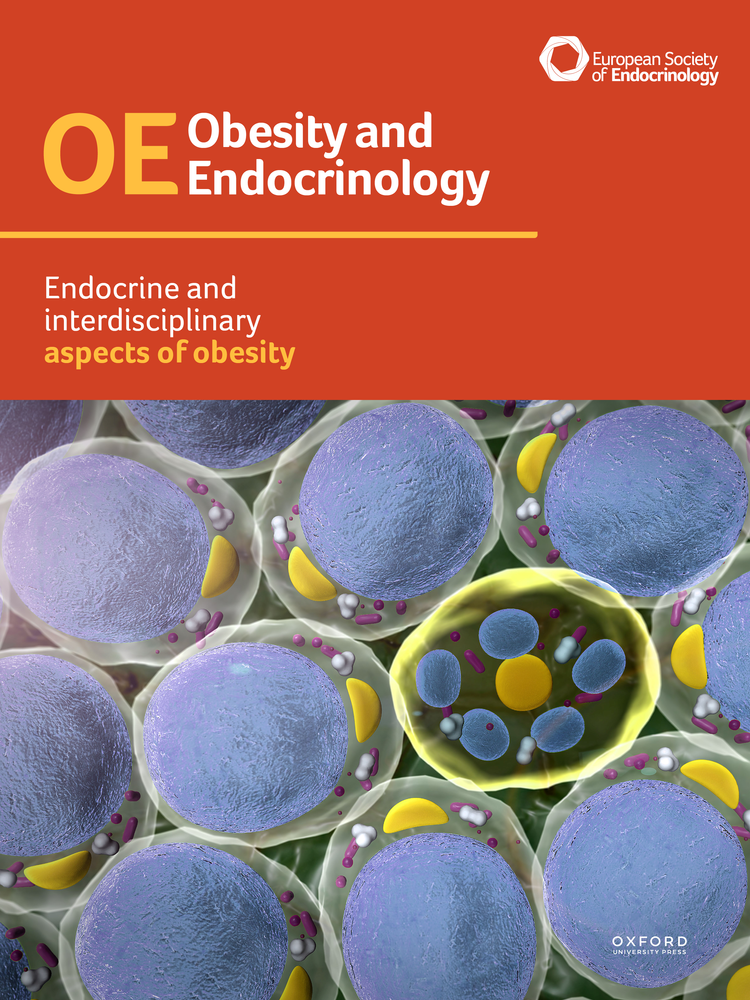 European Society
of Endocrinology
OE
Obesity and
Endocrinology
Endocrine and
interdisciplinary
aspects of obesity
OXFORD
UNIVERSITY PRESS